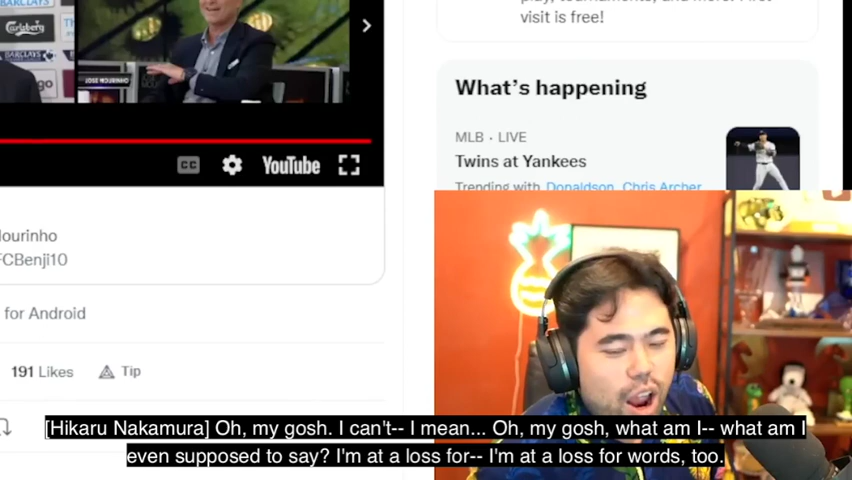 Carlsberg
BARCLAYS
BARCLAYS
go
JOSE MOURINHO
YouTube
CC
lourinho
FCBenji10
for Android
191 Likes
Tip
play, tournaments, and more! First
visit is free!
What's happening
MLB · LIVE
Twins at Yankees
Trending with Donaldson, Chris Archer
[Hikaru Nakamura] Oh, my gosh. I can't-- I mean... Oh, my gosh, what am I-- what am I
even supposed to say? I'm at a loss for-- I'm at a loss for words, too.